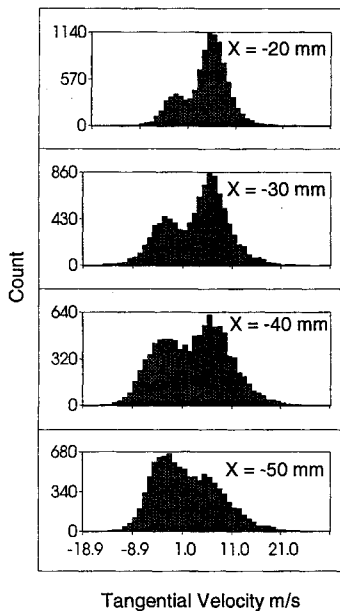 1140
X = -20 mm
570
0
860
X = -30 mm
430
0
Count
640
X = -40 mm
320
0
680
X = -50 mm
340
0
-18.9 -8.9 1.0 11.0 21.0
Tangential Velocity m/s